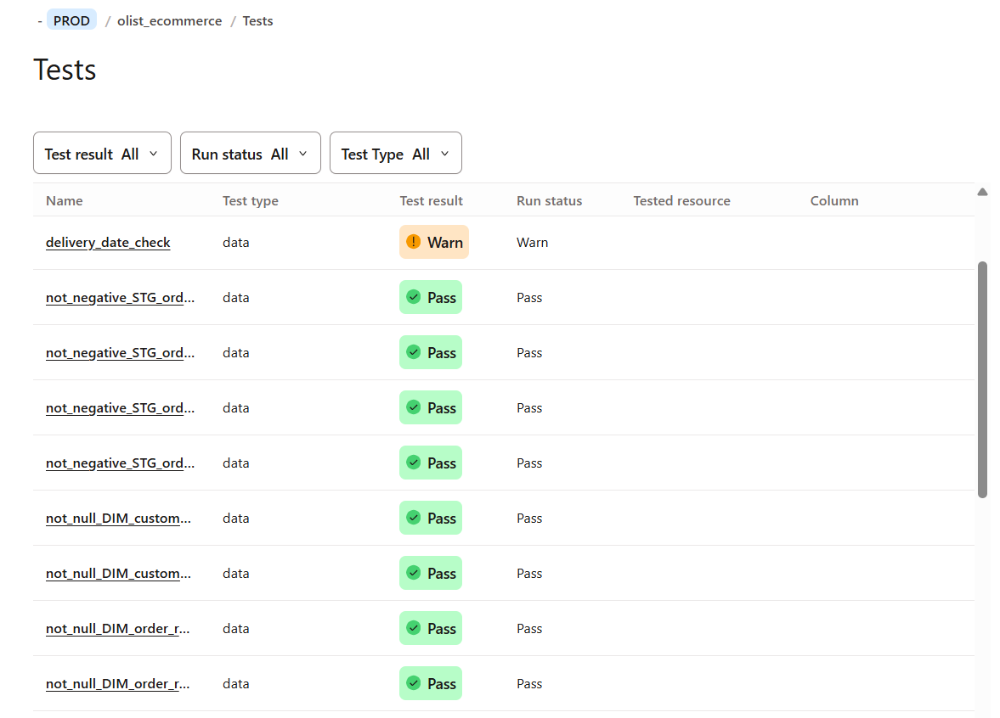 - PROD / olist_ecommerce / Tests
Tests
Test result All Run status All Test Type All
Name Test type Test result Run status Tested resource Column
delivery_date_check data Warn Warn
not_negative_STG_ord... data Pass Pass
not_negative_STG_ord... data Pass Pass
not_negative_STG_ord... data Pass Pass
not_negative_STG_ord... data Pass Pass
not_null_DIM_custom... data Pass Pass
not_null_DIM_custom... data Pass Pass
not_null_DIM_order_r... data Pass Pass
not_null_DIM_order_r... data Pass Pass